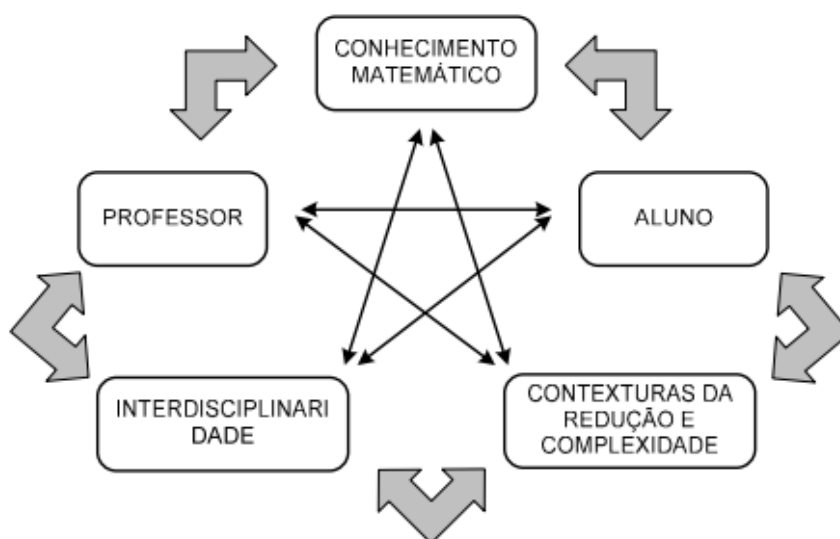 CONHECIMENTO
MATEMÁTICO
PROFESSOR
ALUNO
INTERDISCIPLINARI
DADE
CONTEXTURAS DA
REDUÇÃO E
COMPLEXIDADE